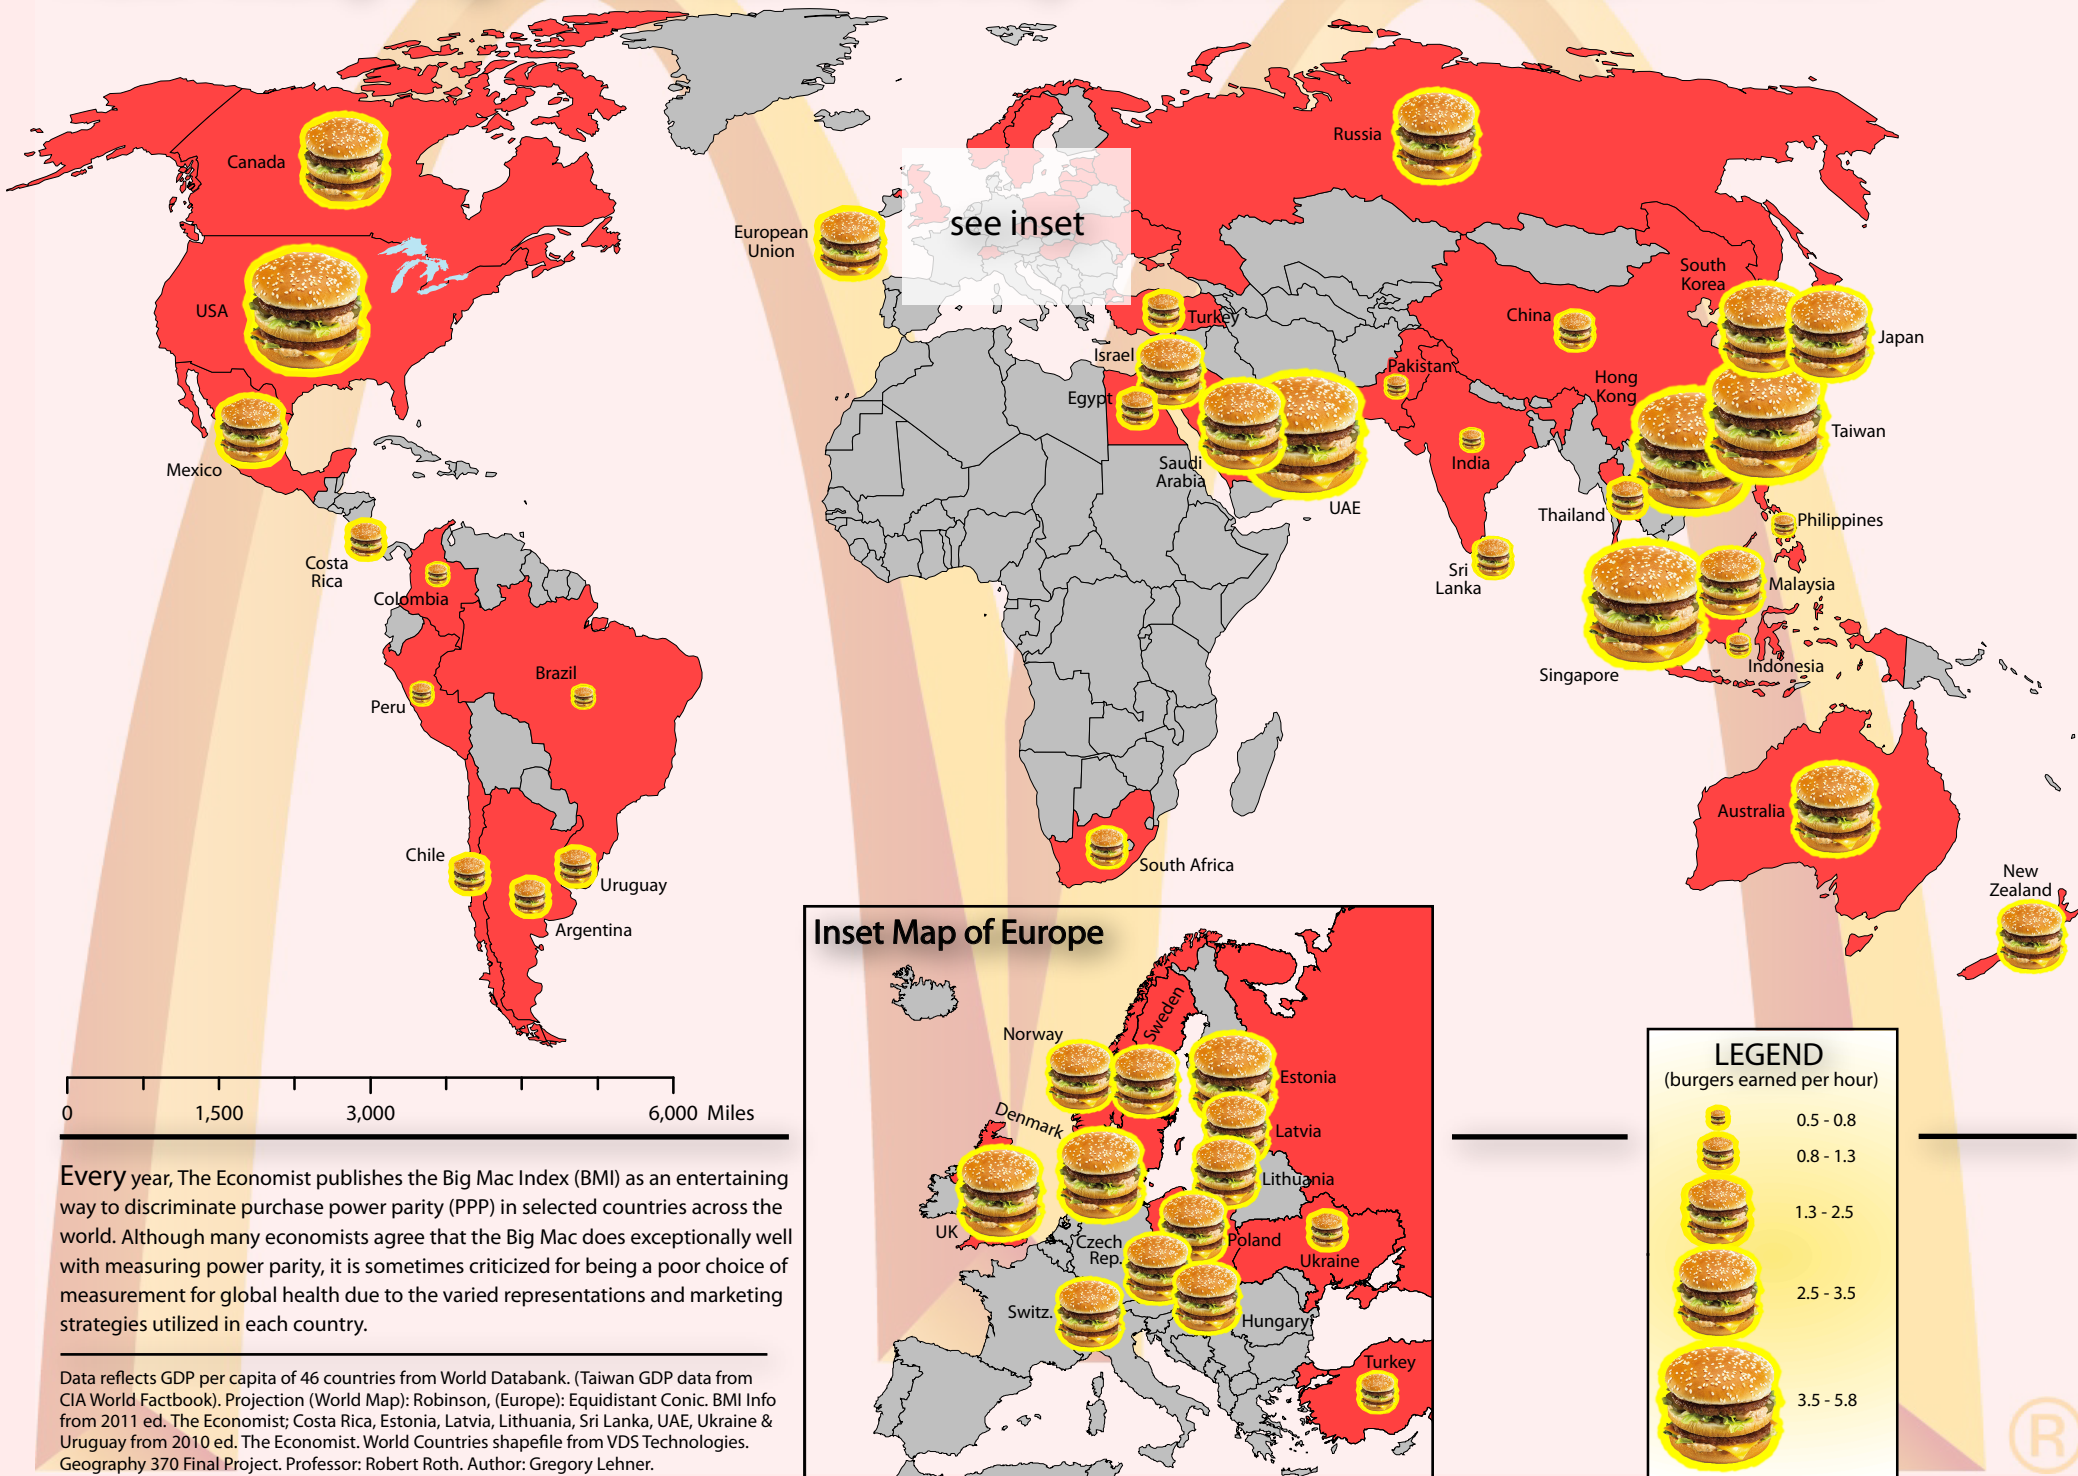 Canada
Russia
European
Union
see inset
USA
South
Korea
Turkey
China
Japan
Israel
Pakistan
Hong
Kong
Egypt
Taiwan
Mexico
Saudi
Arabia
India
UAE
Thailand
Philippines
Costa
Rica
Sri
Lanka
Malaysia
Colombia
Brazil
Indonesia
Singapore
Peru
Australia
Chile
South Africa
Uruguay
New
Zealand
Argentina
Inset Map of Europe
Norway
Sweden
Estonia
Denmark
Latvia
Lithuania
UK
Czech
Rep.
Poland
Ukraine
Switz.
Hungary
Turkey
0 1,500 3,000 6,000 Miles
LEGEND
(burgers earned per hour)
0.5 - 0.8
0.8 - 1.3
1.3 - 2.5
2.5 - 3.5
3.5 - 5.8
Every year, The Economist publishes the Big Mac Index (BMI) as an entertaining
way to discriminate purchase power parity (PPP) in selected countries across the
world. Although many economists agree that the Big Mac does exceptionally well
with measuring power parity, it is sometimes criticized for being a poor choice of
measurement for global health due to the varied representations and marketing
strategies utilized in each country.
Data reflects GDP per capita of 46 countries from World Databank. (Taiwan GDP data from
CIA World Factbook). Projection (World Map): Robinson, (Europe): Equidistant Conic. BMI Info
from 2011 ed. The Economist; Costa Rica, Estonia, Latvia, Lithuania, Sri Lanka, UAE, Ukraine &
Uruguay from 2010 ed. The Economist. World Countries shapefile from VDS Technologies.
Geography 370 Final Project. Professor: Robert Roth. Author: Gregory Lehner.
®